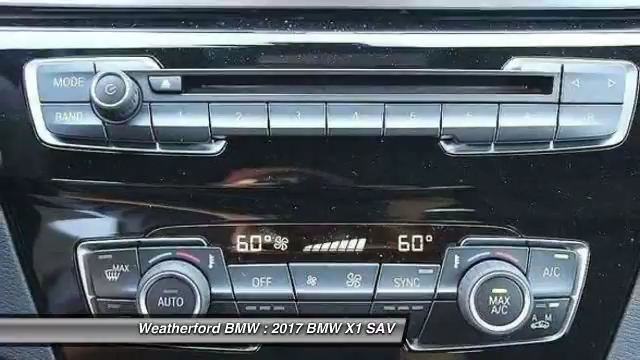 MODE
BAND 1 2 3 4 5 6 7 8
60° 60°
MAX OFF SYNC A/C
AUTO MAX A/C
A M
Weatherford BMW : 2017 BMW X1 SAV